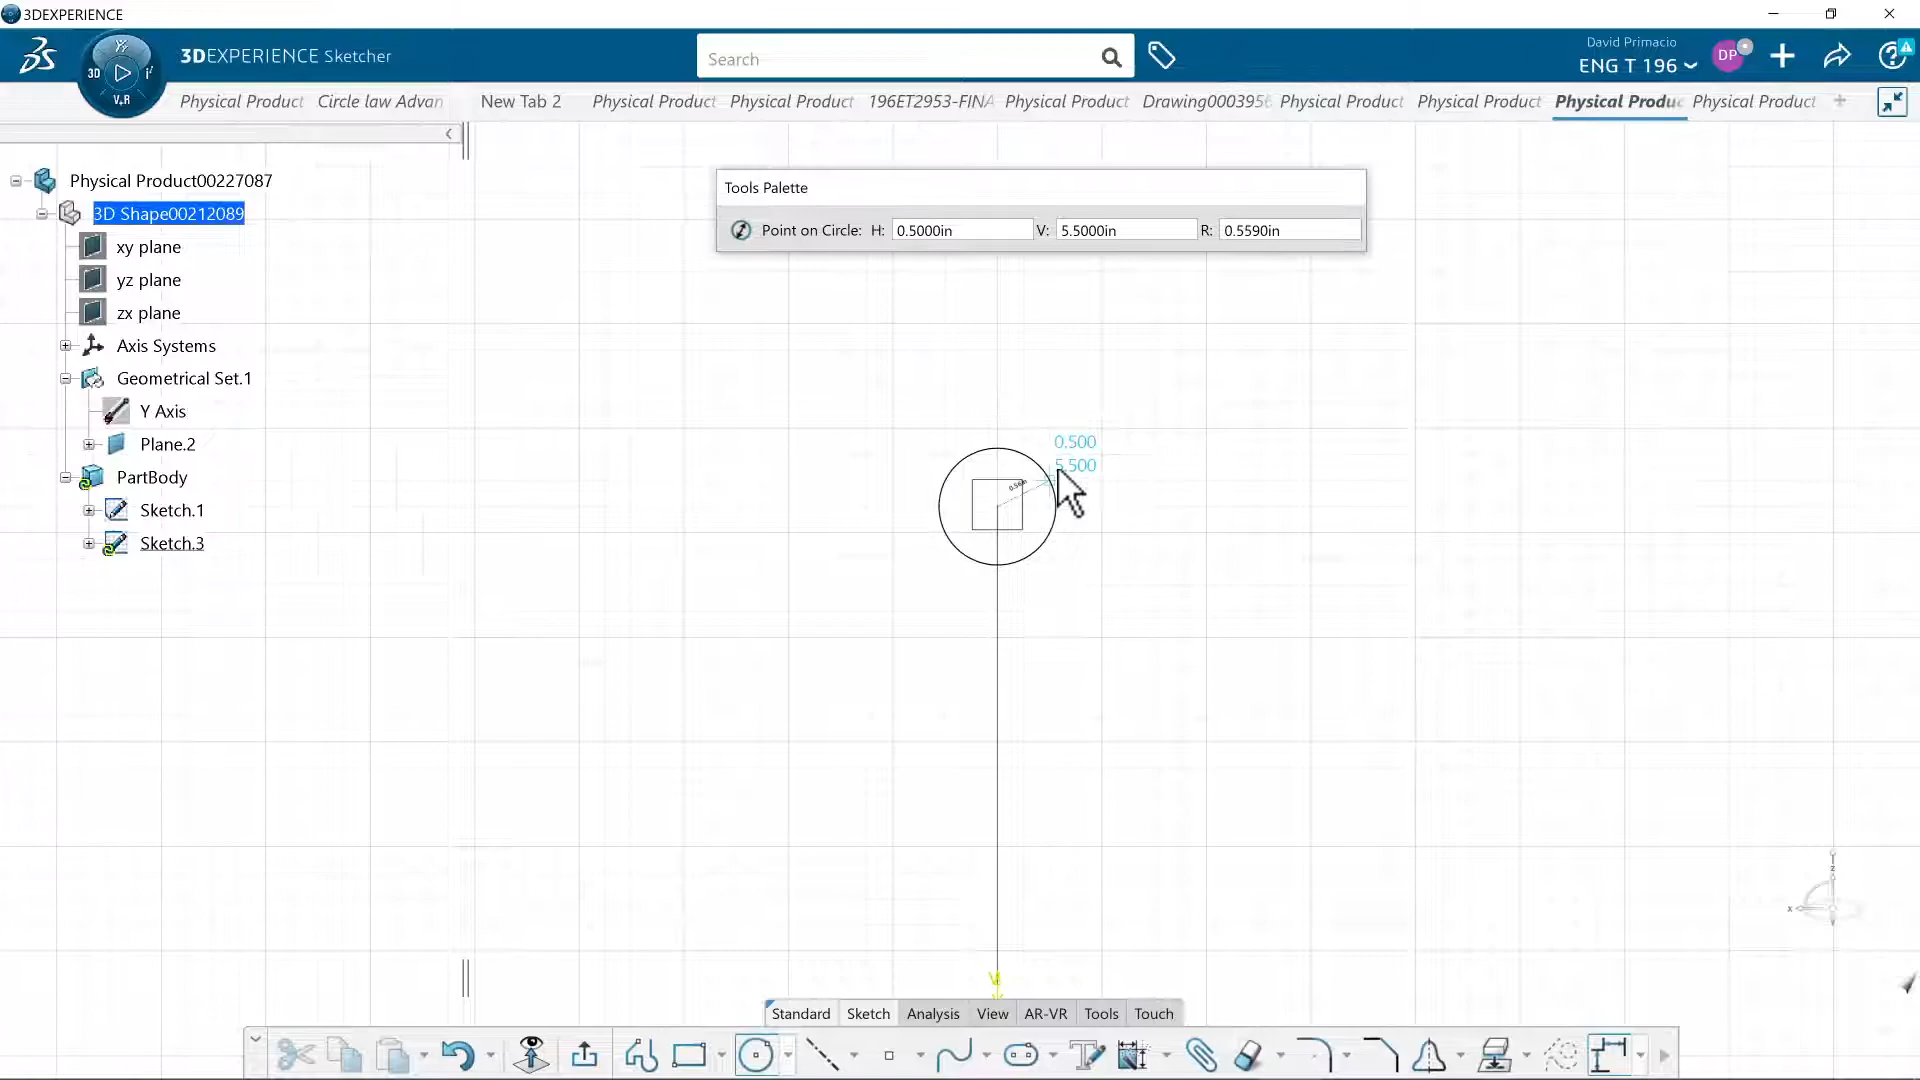 3DEXPERIENCE
3DEXPERIENCE Sketcher
Search
David Primacio
ENG T 196
DP
3D
V.R
Physical Product
Circle law Advan
New Tab 2
Physical Product
Physical Product
196ET2953-FINA
Physical Product
Drawing0003956
Physical Product
Physical Product
Physical Produc
Physical Product
Physical Product00227087
3D Shape00212089
xy plane
yz plane
zx plane
Axis Systems
Geometrical Set.1
Y Axis
Plane.2
PartBody
Sketch.1
Sketch.3
Tools Palette
Point on Circle: H: 0.5000in V: 5.5000in R: 0.5590in
0.500
5.500
0.56in
V
z
x
Standard
Sketch
Analysis
View
AR-VR
Tools
Touch